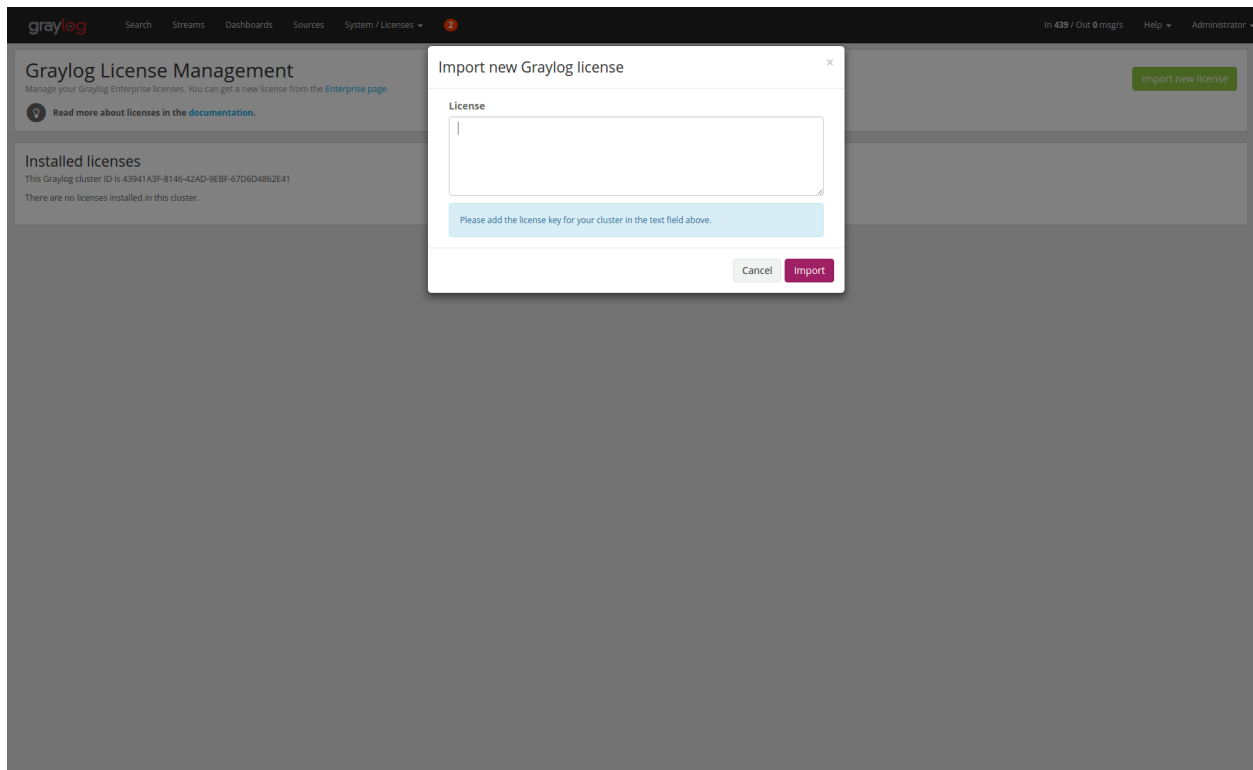 graylog Search Streams Dashboards Sources System / Licenses 2 In 439 / Out 0 msg/s Help Administrator
Graylog License Management
Manage your Graylog Enterprise licenses. You can get a new license from the Enterprise page.
Read more about licenses in the documentation.
Import new license
Installed licenses
This Graylog cluster ID is 43941A3F-8146-42AD-9EBF-67D6D4862E41
There are no licenses installed in this cluster.
Import new Graylog license ×
License
Please add the license key for your cluster in the text field above.
Cancel Import